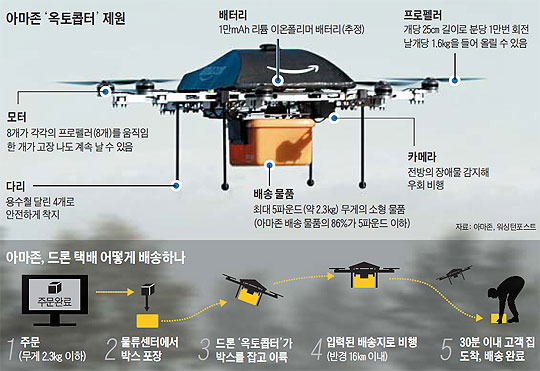 아마존 ‘옥토콥터’ 제원
배터리
1만mAh 리튬 이온폴리머 배터리(추정)
프로펠러
개당 25㎝ 길이로 분당 1만번 회전
날개당 1.6㎏을 들어 올릴 수 있음
모터
8개가 각각의 프로펠러(8개)를 움직임
한 개가 고장 나도 계속 날 수 있음
카메라
전방의 장애물 감지해
우회 비행
다리
용수철 달린 4개로
안전하게 착지
배송 물품
최대 5파운드(약 2.3㎏) 무게의 소형 물품
(아마존 배송 물품의 86%가 5파운드 이하)
자료: 아마존, 워싱턴포스트
아마존, 드론 택배 어떻게 배송하나
주문완료
1 주문
(무게 2.3㎏ 이하)
2 물류센터에서
박스 포장
3 드론 ‘옥토콥터’가
박스를 잡고 이륙
4 입력된 배송지로 비행
(반경 16㎞ 이내)
5 30분 이내 고객 집
도착, 배송 완료